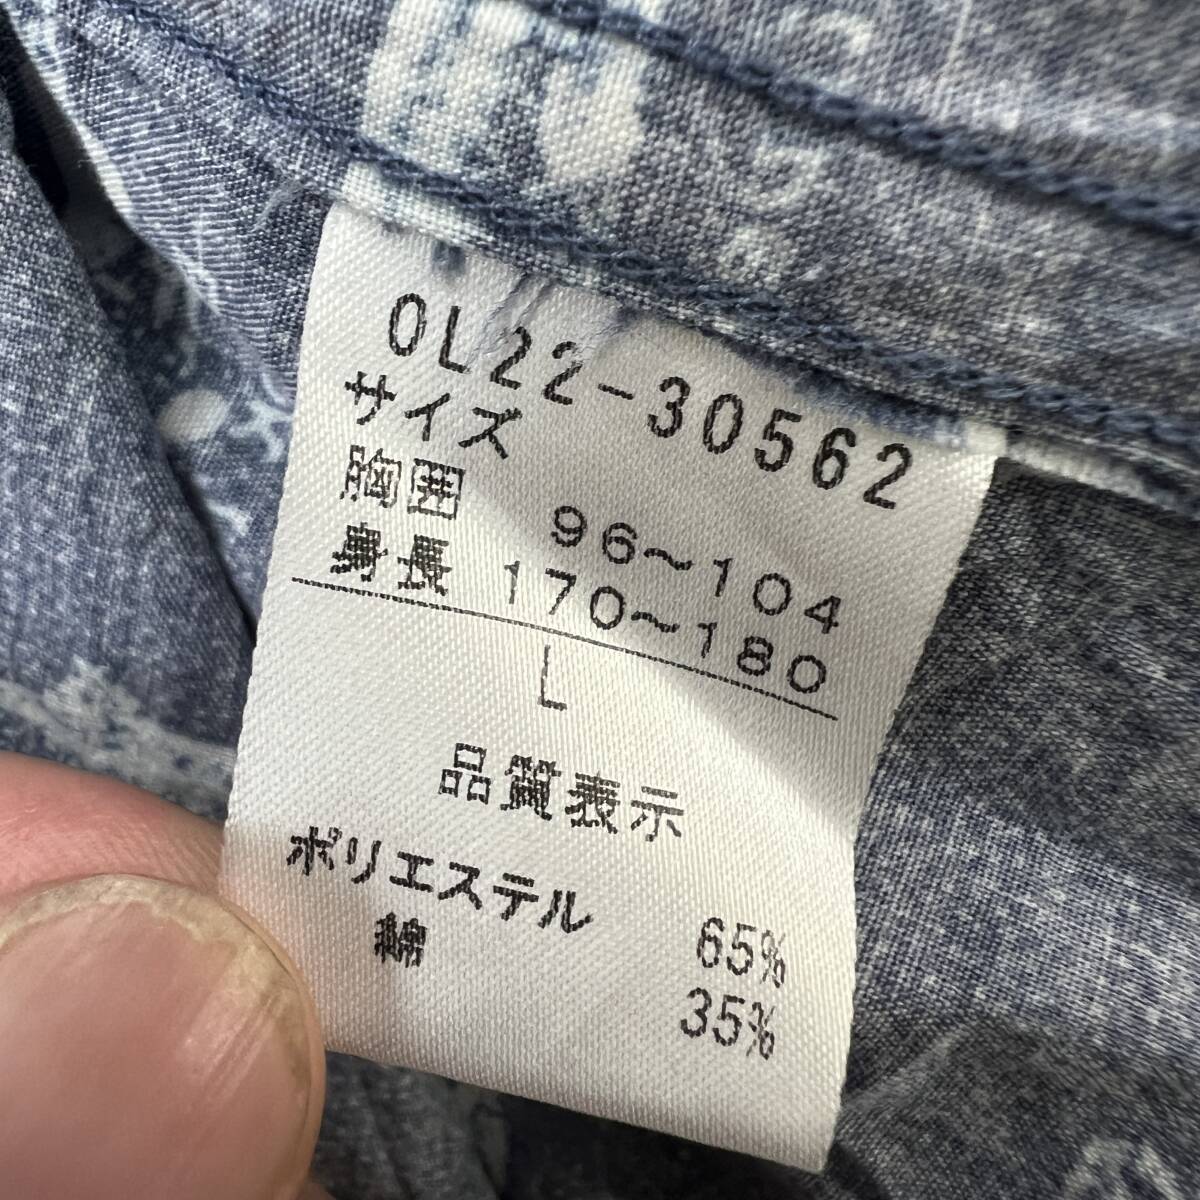 OL22-30562
サイズ
胸囲 96〜104
身長 170〜180
L
品質表示
ポリエステル 65%
綿 35%